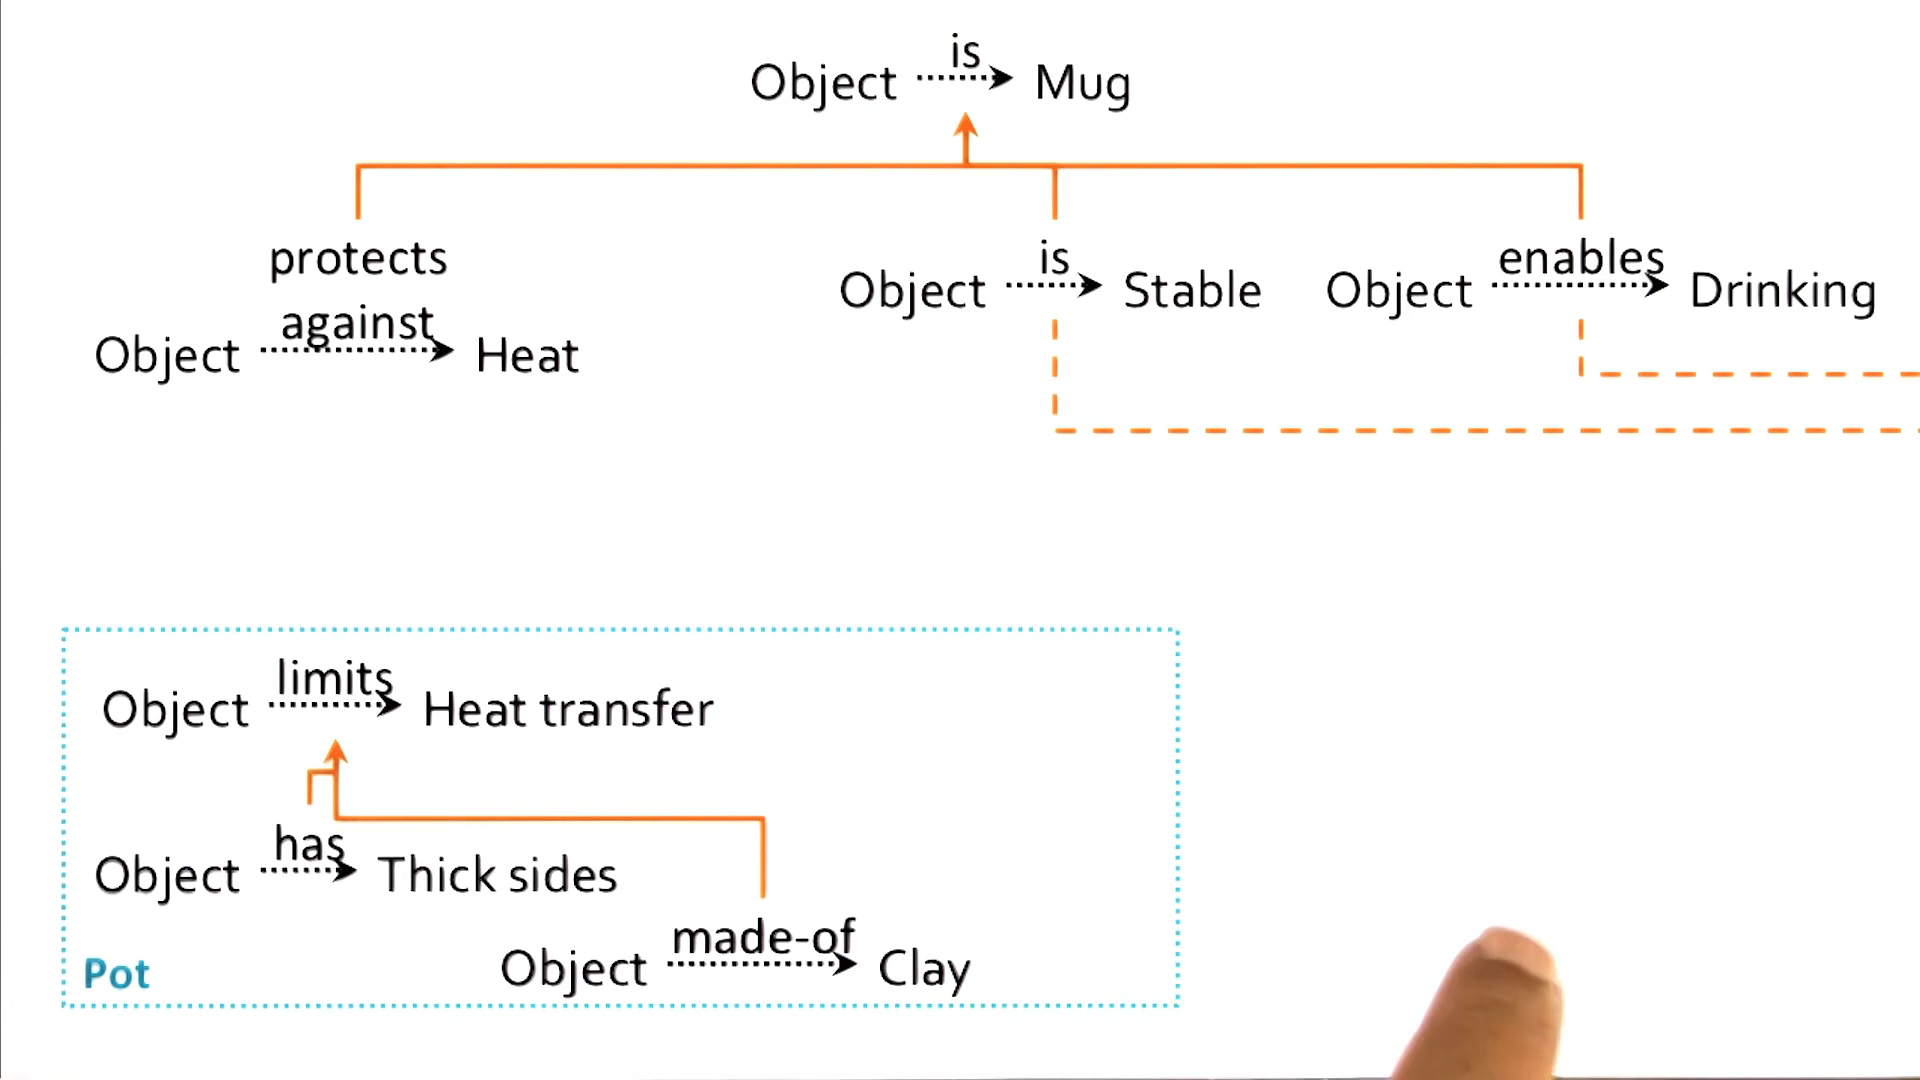 is
Object Mug
protects
against
Object Heat
is
Object Stable
enables
Object Drinking
limits
Object Heat transfer
has
Object Thick sides
made-of
Object Clay
Pot